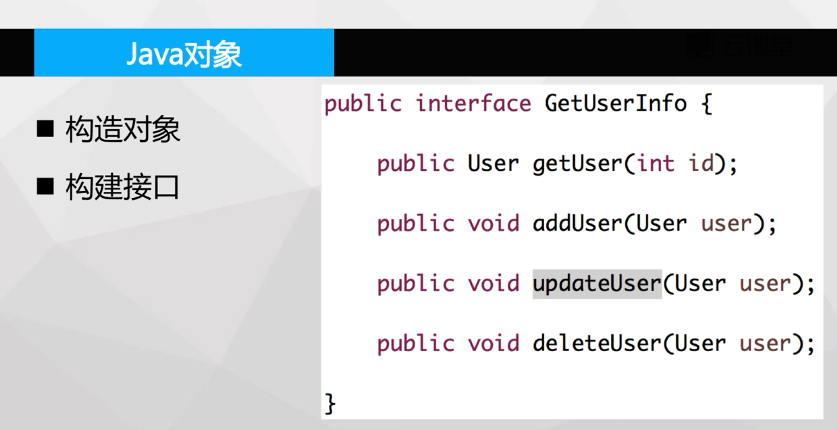 Java对象
■ 构造对象
■ 构建接口
public interface GetUserInfo {
public User getUser(int id);
public void addUser(User user);
public void updateUser(User user);
public void deleteUser(User user);
}